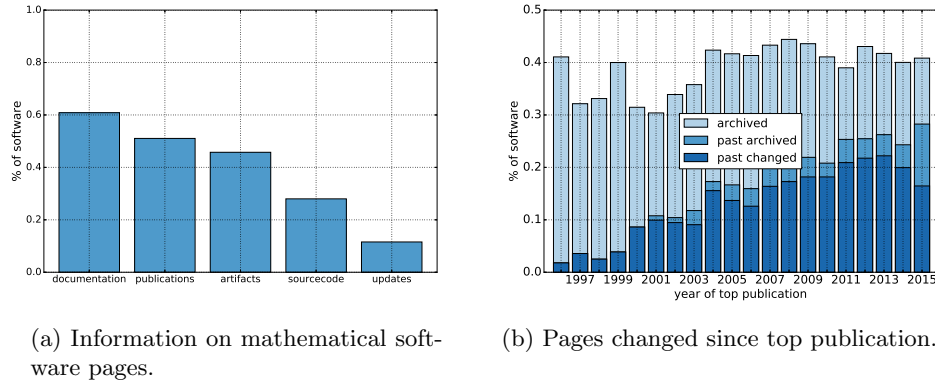 1.0
0.8
0.6
0.4
0.2
0.0
% of software
documentation publications artifacts sourcecode updates
(a) Information on mathematical soft-
ware pages.
0.5
0.4
0.3
0.2
0.1
0.0
% of software
archived
past archived
past changed
1997 1999 2001 2003 2005 2007 2009 2011 2013 2015
year of top publication
(b) Pages changed since top publication.